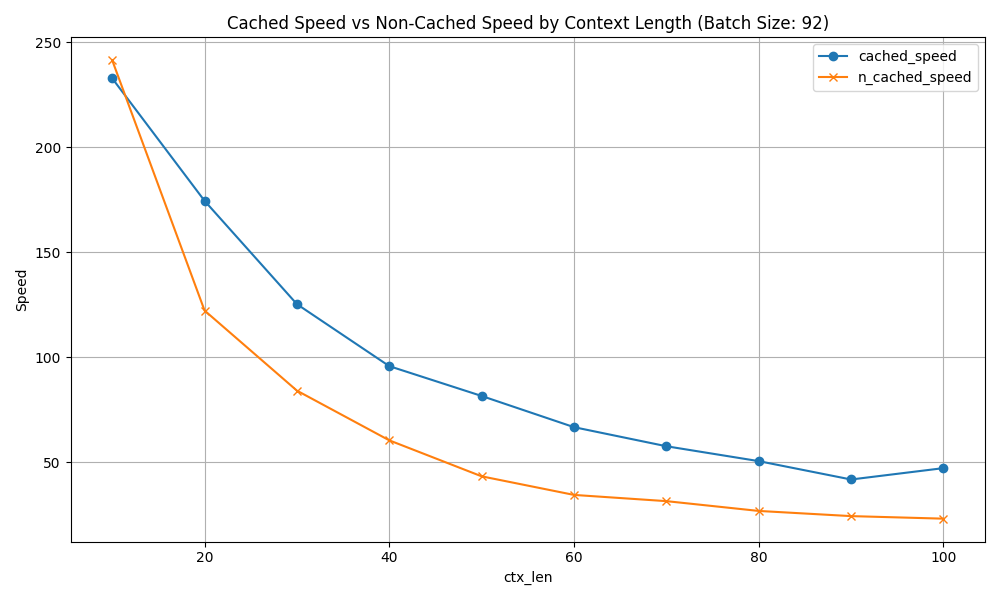 Cached Speed vs Non-Cached Speed by Context Length (Batch Size: 92)
cached_speed
n_cached_speed
250
200
150
100
50
Speed
20 40 60 80 100
ctx_len